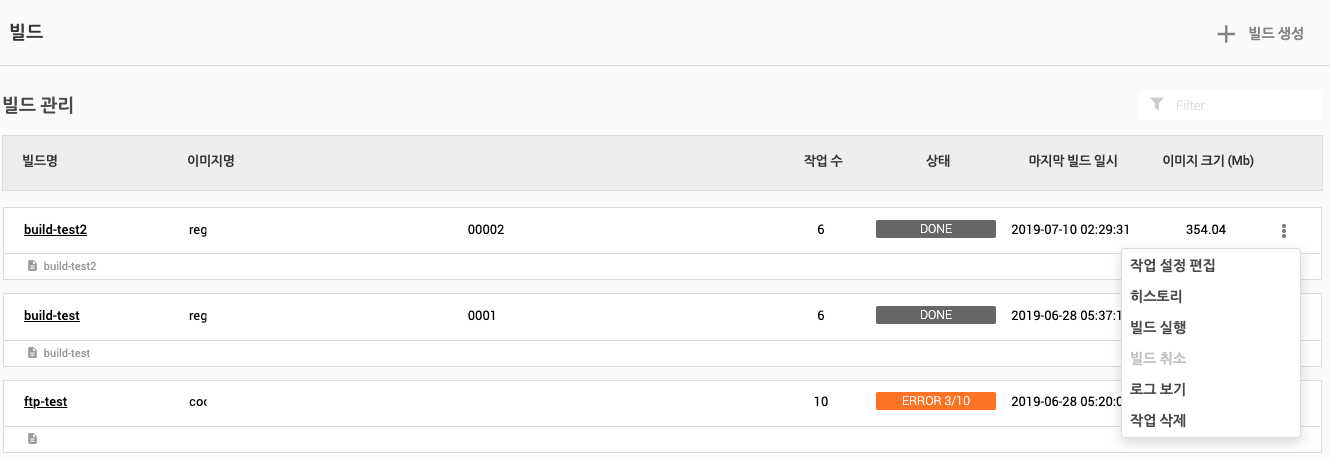 빌드
빌드 생성
빌드 관리
Filter
빌드명 이미지명 작업 수 상태 마지막 빌드 일시 이미지 크기 (Mb)
build-test2 reg 00002 6 DONE 2019-07-10 02:29:31 354.04
build-test2
작업 설정 편집
히스토리
build-test reg 0001 6 DONE 2019-06-28 05:37:1
빌드 실행
build-test
빌드 취소
로그 보기
ftp-test 10 ERROR 3/10 2019-06-28 05:20:0
작업 삭제